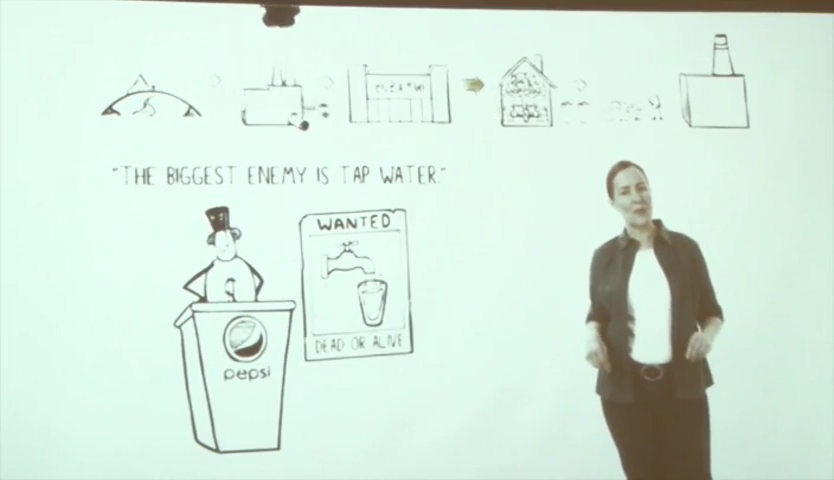 "THE BIGGEST ENEMY IS TAP WATER."
WANTED
DEAD OR ALIVE
pepsi